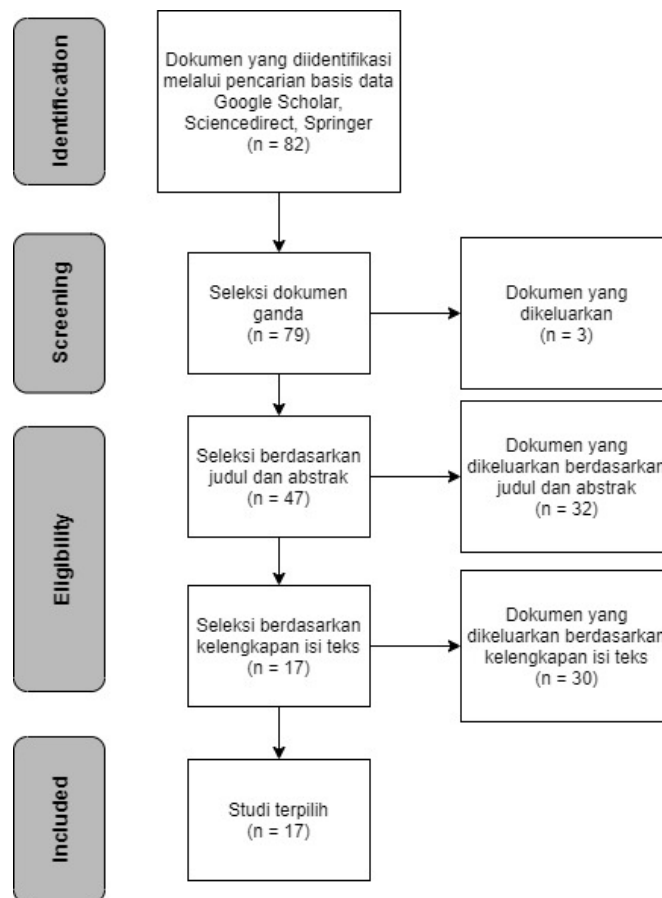 Identification
Dokumen yang diidentifikasi
melalui pencarian basis data
Google Scholar,
Sciencedirect, Springer
(n = 82)
Screening
Seleksi dokumen
ganda
(n = 79)
Dokumen yang
dikeluarkan
(n = 3)
Eligibility
Seleksi berdasarkan
judul dan abstrak
(n = 47)
Dokumen yang
dikeluarkan berdasarkan
judul dan abstrak
(n = 32)
Seleksi berdasarkan
kelengkapan isi teks
(n = 17)
Dokumen yang
dikeluarkan berdasarkan
kelengkapan isi teks
(n = 30)
Included
Studi terpilih
(n = 17)